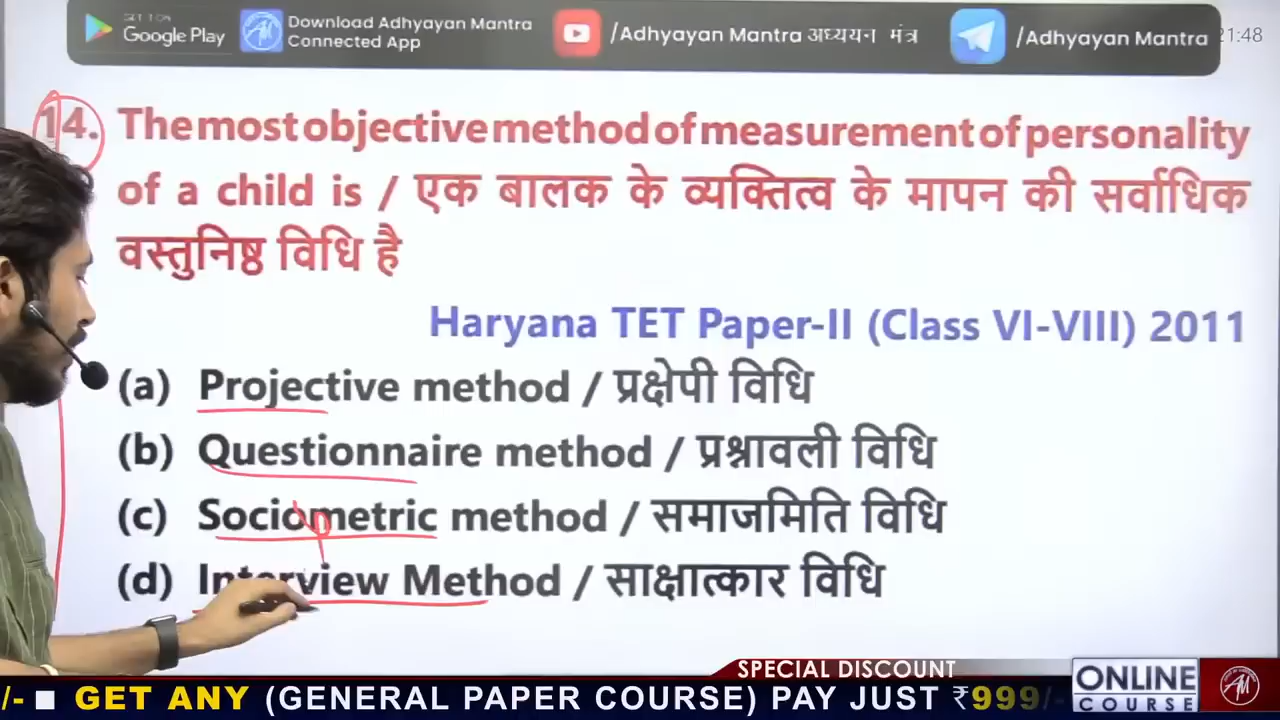 GET IT ON
Google Play
Download Adhyayan Mantra
Connected App
/Adhyayan Mantra अध्ययन मंत्र
/Adhyayan Mantra
21:48
14. The most objective method of measurement of personality
of a child is / एक बालक के व्यक्तित्व के मापन की सर्वाधिक
वस्तुनिष्ठ विधि है
Haryana TET Paper-II (Class VI-VIII) 2011
(a) Projective method / प्रक्षेपी विधि
(b) Questionnaire method / प्रश्नावली विधि
(c) Sociometric method / समाजमिति विधि
(d) Interview Method / साक्षात्कार विधि
SPECIAL DISCOUNT
/- ■ GET ANY (GENERAL PAPER COURSE) PAY JUST ₹999/-
ONLINE
COURSE